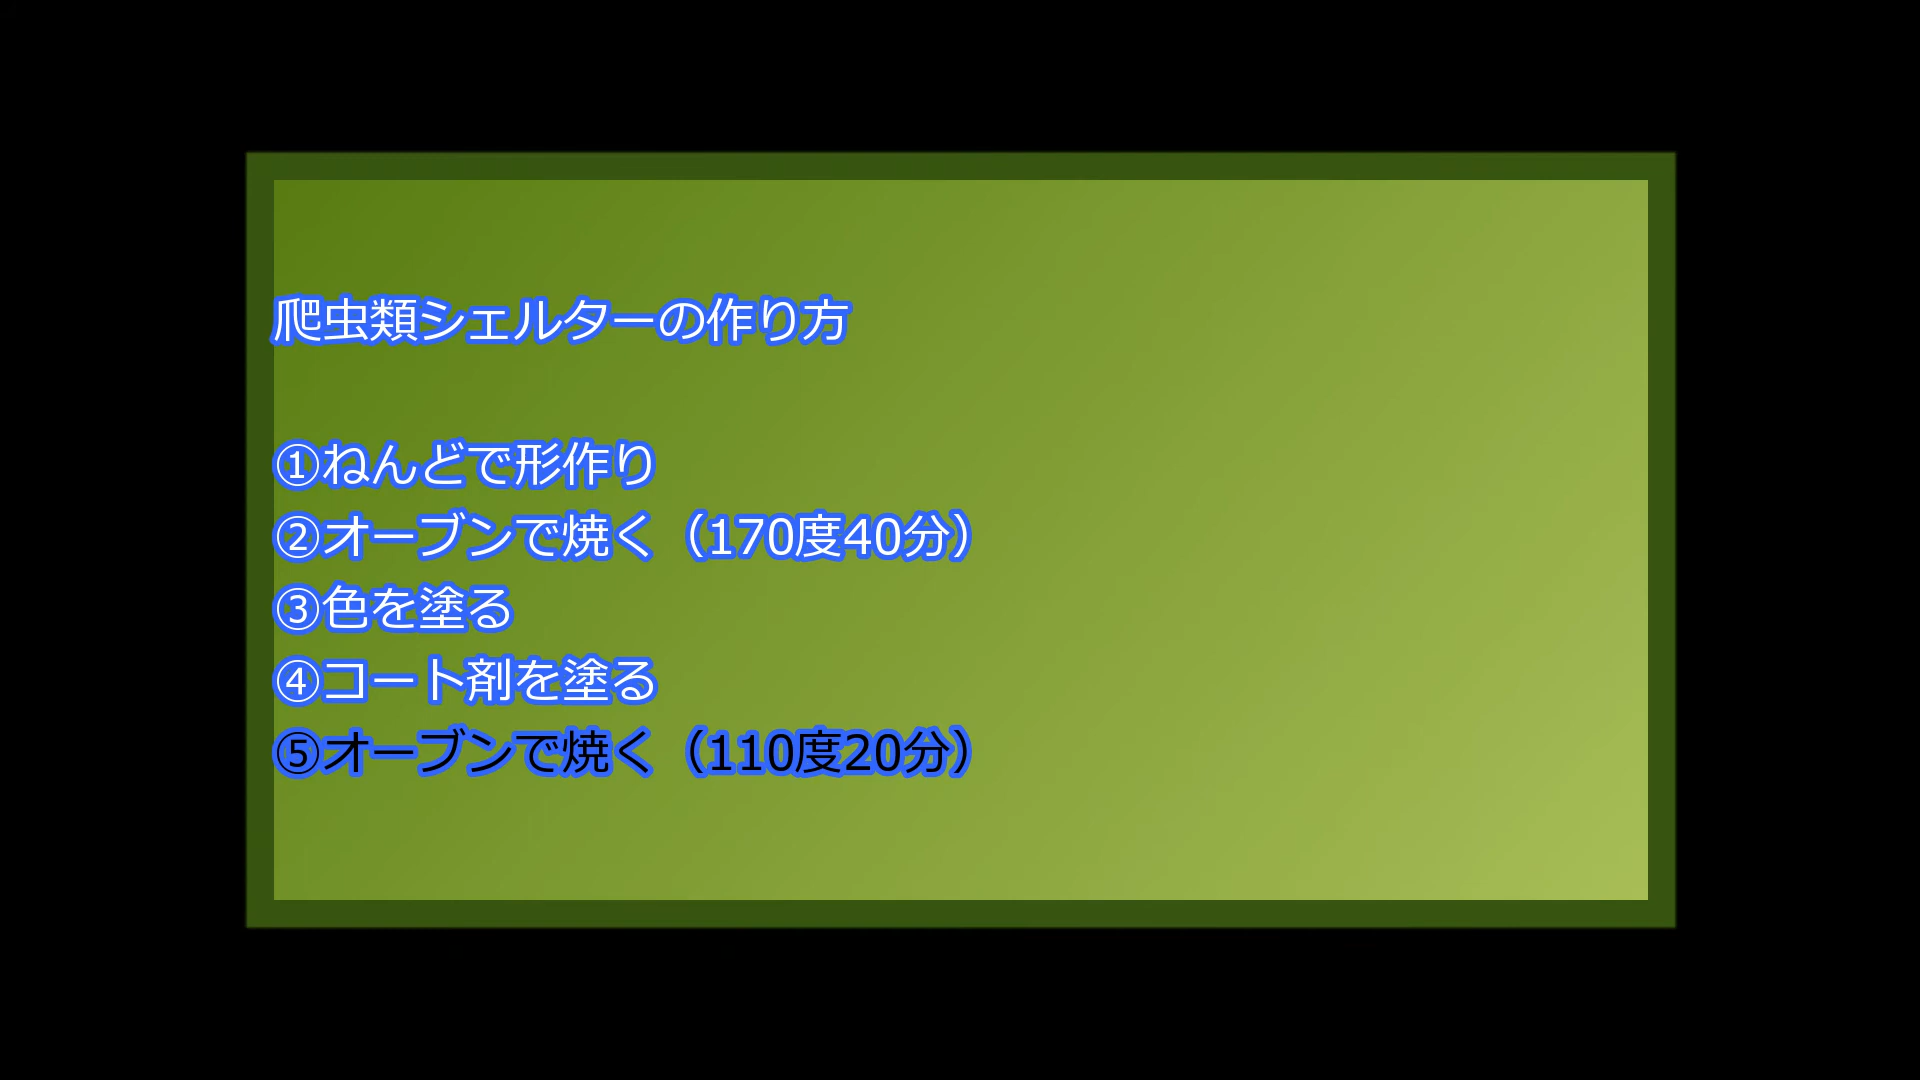 爬虫類シェルターの作り方
①ねんどで形作り
②オーブンで焼く（170度40分）
③色を塗る
④コート剤を塗る
⑤オーブンで焼く（110度20分）